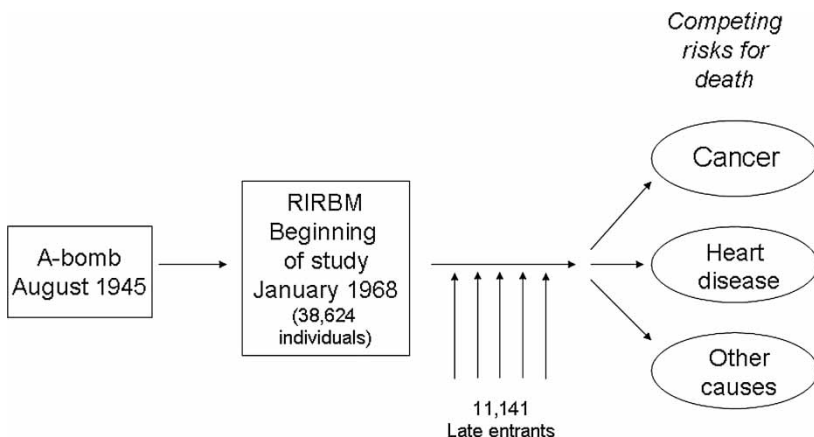 Competing
risks for
death
A-bomb
August 1945
RIRBM
Beginning
of study
January 1968
(38,624
individuals)
11,141
Late entrants
Cancer
Heart
disease
Other
causes